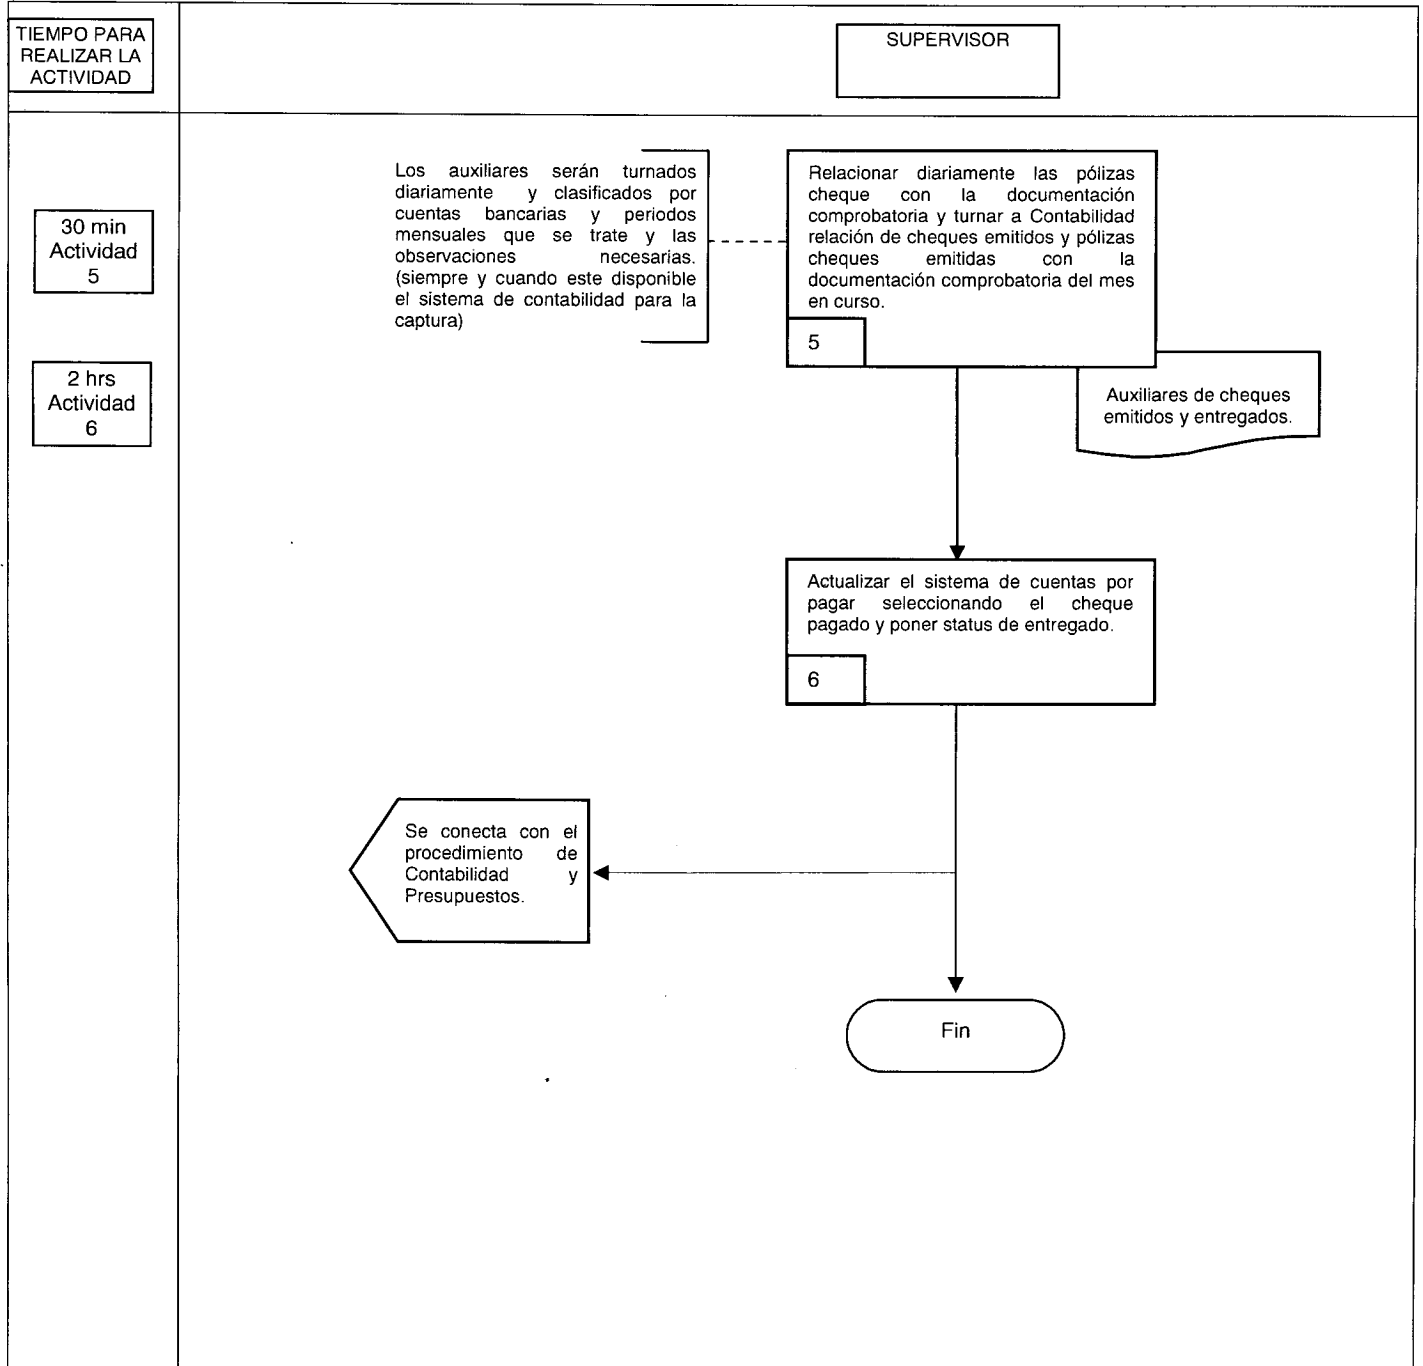 TIEMPO PARA
REALIZAR LA
ACTIVIDAD
SUPERVISOR
30 min
Actividad
5
2 hrs
Actividad
6
Los auxiliares serán turnados
diariamente y clasificados por
cuentas bancarias y periodos
mensuales que se trate y las
observaciones necesarias.
(siempre y cuando este disponible
el sistema de contabilidad para la
captura)
Relacionar diariamente las pólizas
cheque con la documentación
comprobatoria y turnar a Contabilidad
relación de cheques emitidos y pólizas
cheques emitidas con la
documentación comprobatoria del mes
en curso.
5
Auxiliares de cheques
emitidos y entregados.
Actualizar el sistema de cuentas por
pagar seleccionando el cheque
pagado y poner status de entregado.
6
Se conecta con el
procedimiento de
Contabilidad y
Presupuestos.
Fin